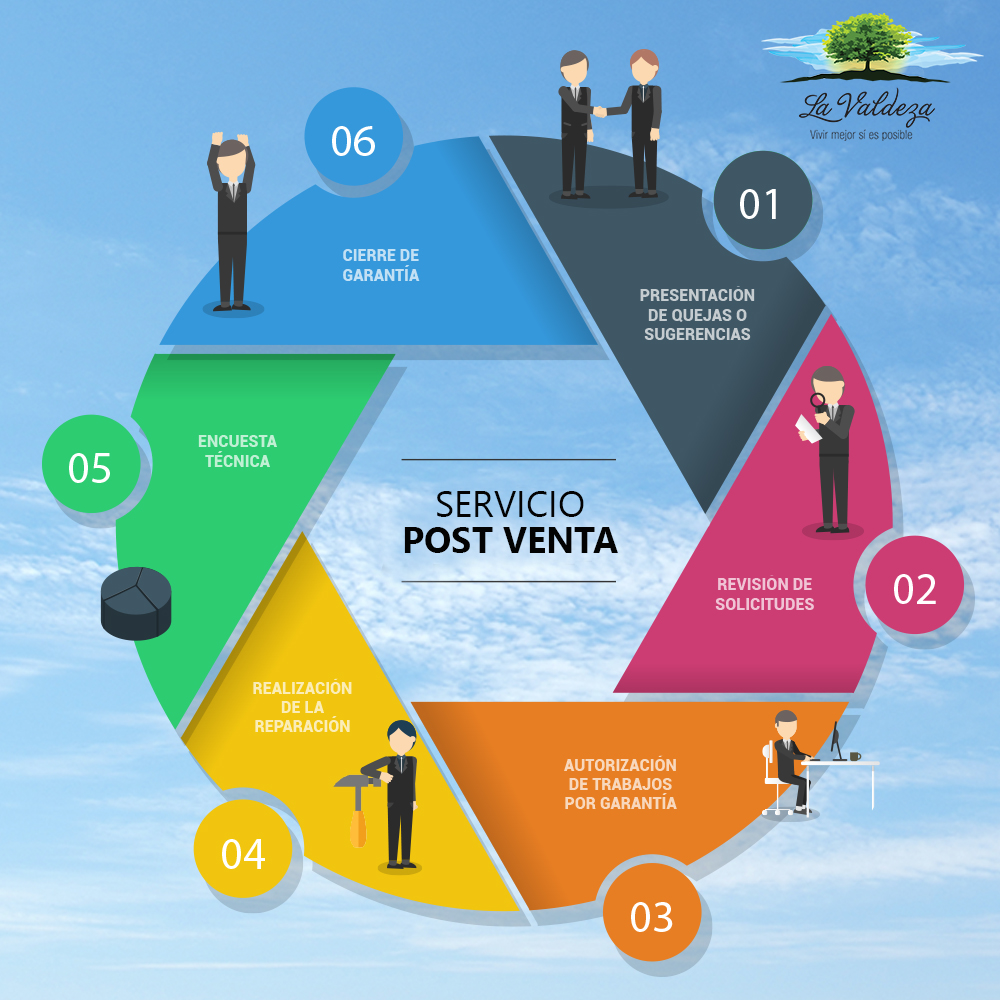 La Valdeza
Vivir mejor sí es posible
SERVICIO
POST VENTA
01
PRESENTACIÓN
DE QUEJAS O
SUGERENCIAS
02
REVISIÓN DE
SOLICITUDES
03
AUTORIZACIÓN
DE TRABAJOS
POR GARANTÍA
04
REALIZACIÓN
DE LA
REPARACIÓN
05
ENCUESTA
TÉCNICA
06
CIERRE DE
GARANTÍA